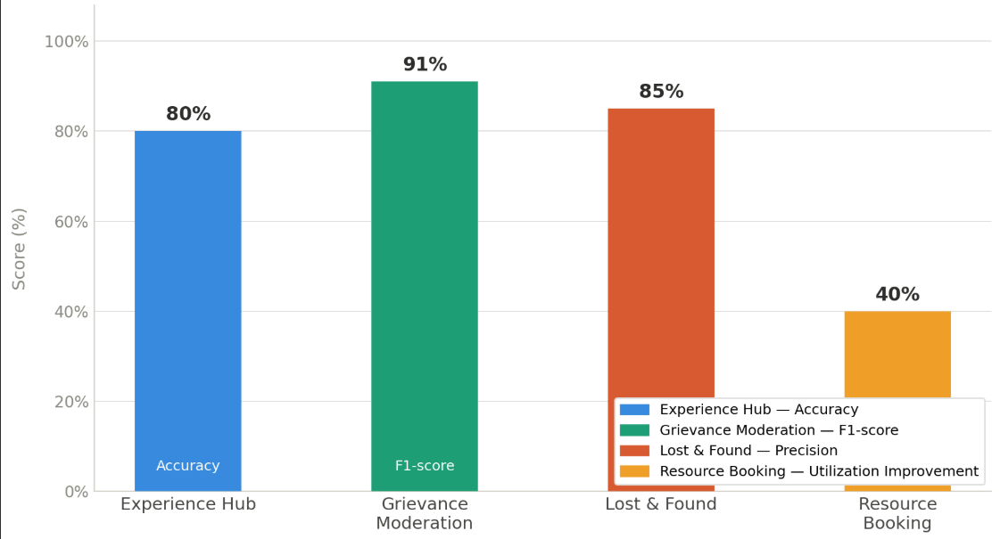 100%
80%
60%
40%
20%
0%
Score (%)
80%
91%
85%
40%
Accuracy
F1-score
Experience Hub — Accuracy
Grievance Moderation — F1-score
Lost & Found — Precision
Resource Booking — Utilization Improvement
Experience Hub
Grievance
Moderation
Lost & Found
Resource
Booking